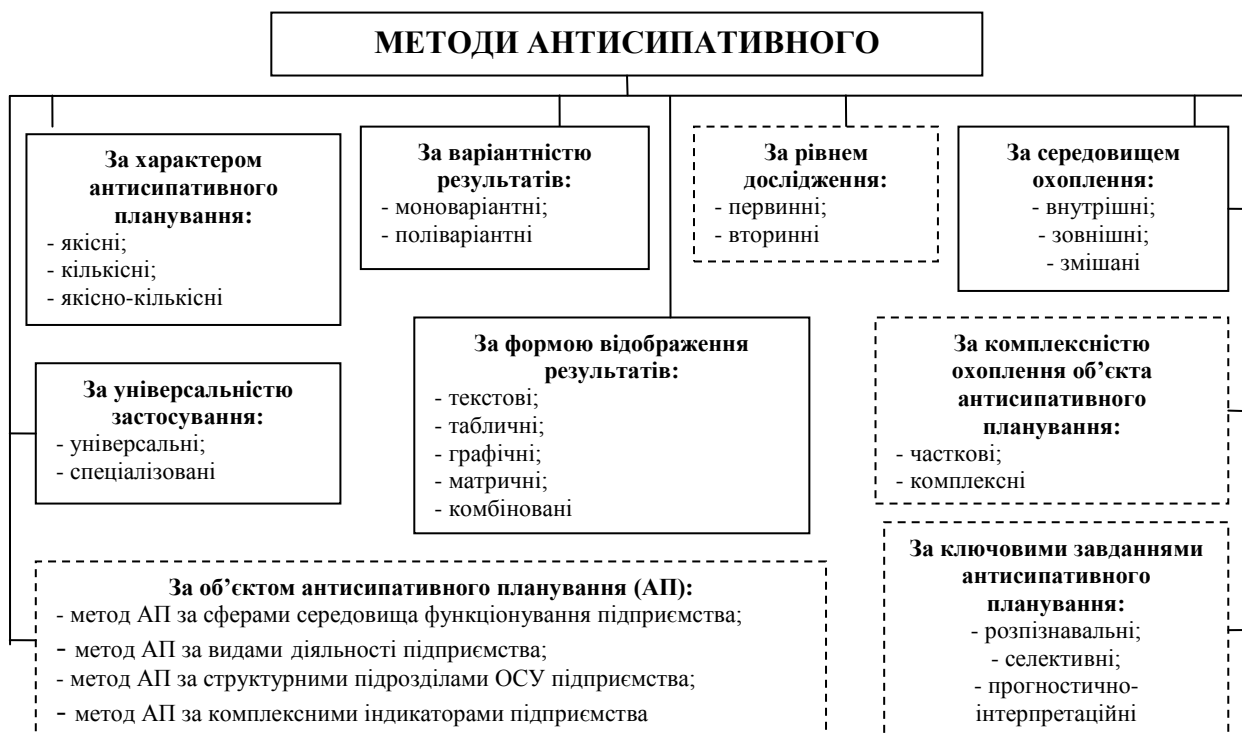 МЕТОДИ АНТИСИПАТИВНОГО
За характером
антисипативного
планування:
- якісні;
- кількісні;
- якісно-кількісні
За варіантністю
результатів:
- моноваріантні;
- поліваріантні
За рівнем
дослідження:
- первинні;
- вторинні
За середовищем
охоплення:
- внутрішні;
- зовнішні;
- змішані
За універсальністю
застосування:
- універсальні;
- спеціалізовані
За формою відображення
результатів:
- текстові;
- табличні;
- графічні;
- матричні;
- комбіновані
За комплексністю
охоплення об’єкта
антисипативного
планування:
- часткові;
- комплексні
За об’єктом антисипативного планування (АП):
- метод АП за сферами середовища функціонування підприємства;
- метод АП за видами діяльності підприємства;
- метод АП за структурними підрозділами ОСУ підприємства;
- метод АП за комплексними індикаторами підприємства
За ключовими завданнями
антисипативного
планування:
- розпізнавальні;
- селективні;
- прогностично-
інтерпретаційні